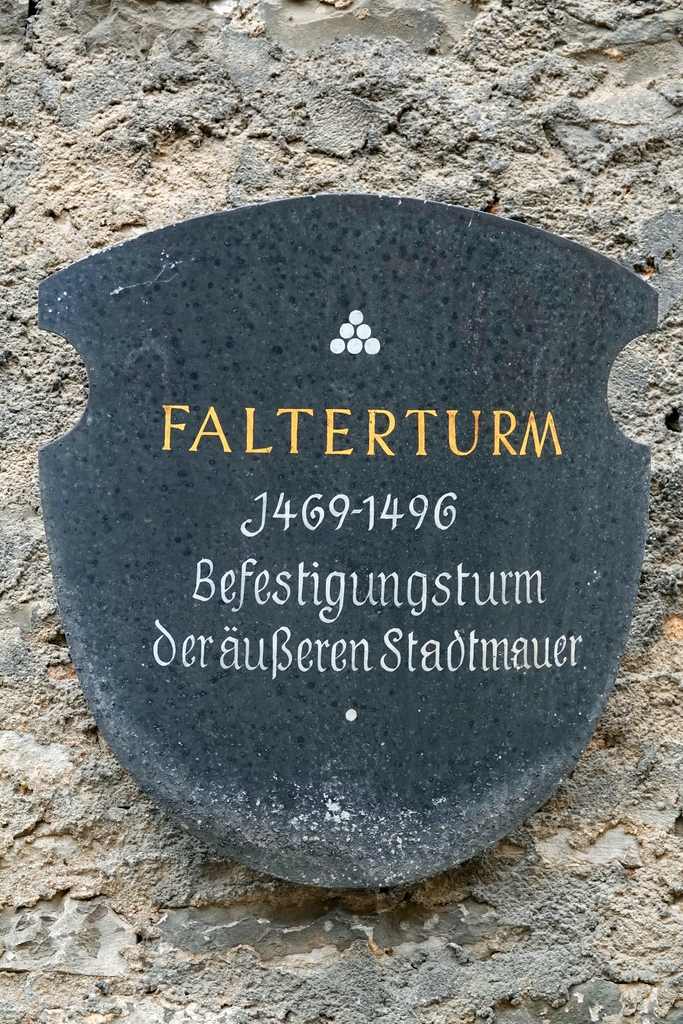 FALTERTURM
1469-1496
Befestigungsturm
der äußeren Stadtmauer